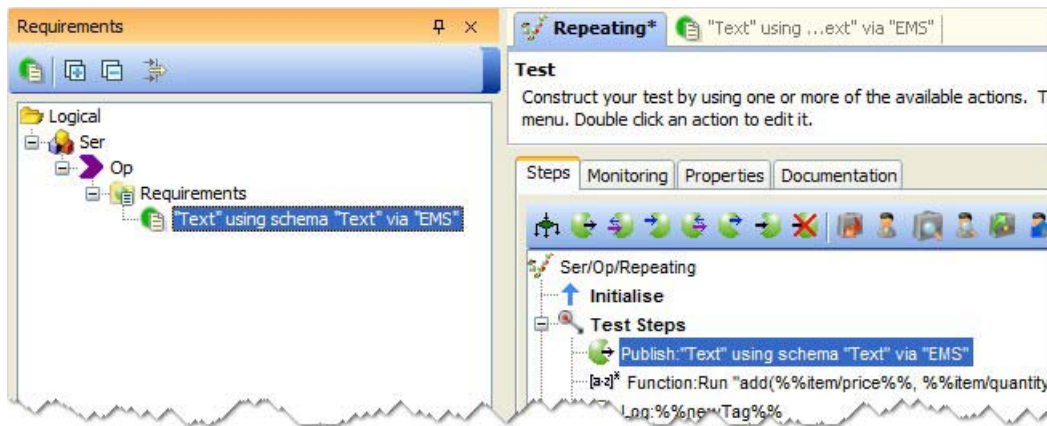 Requirements
Logical
Ser
Op
Requirements
"Text" using schema "Text" via "EMS"
Repeating*
"Text" using ...ext" via "EMS"
Test
Construct your test by using one or more of the available actions. T
menu. Double click an action to edit it.
Steps
Monitoring
Properties
Documentation
Ser/Op/Repeating
Initialise
Test Steps
Publish:"Text" using schema "Text" via "EMS"
[a-z]* Function:Run "add(%%item/price%%, %%item/quantity
Log:%%newTag%%